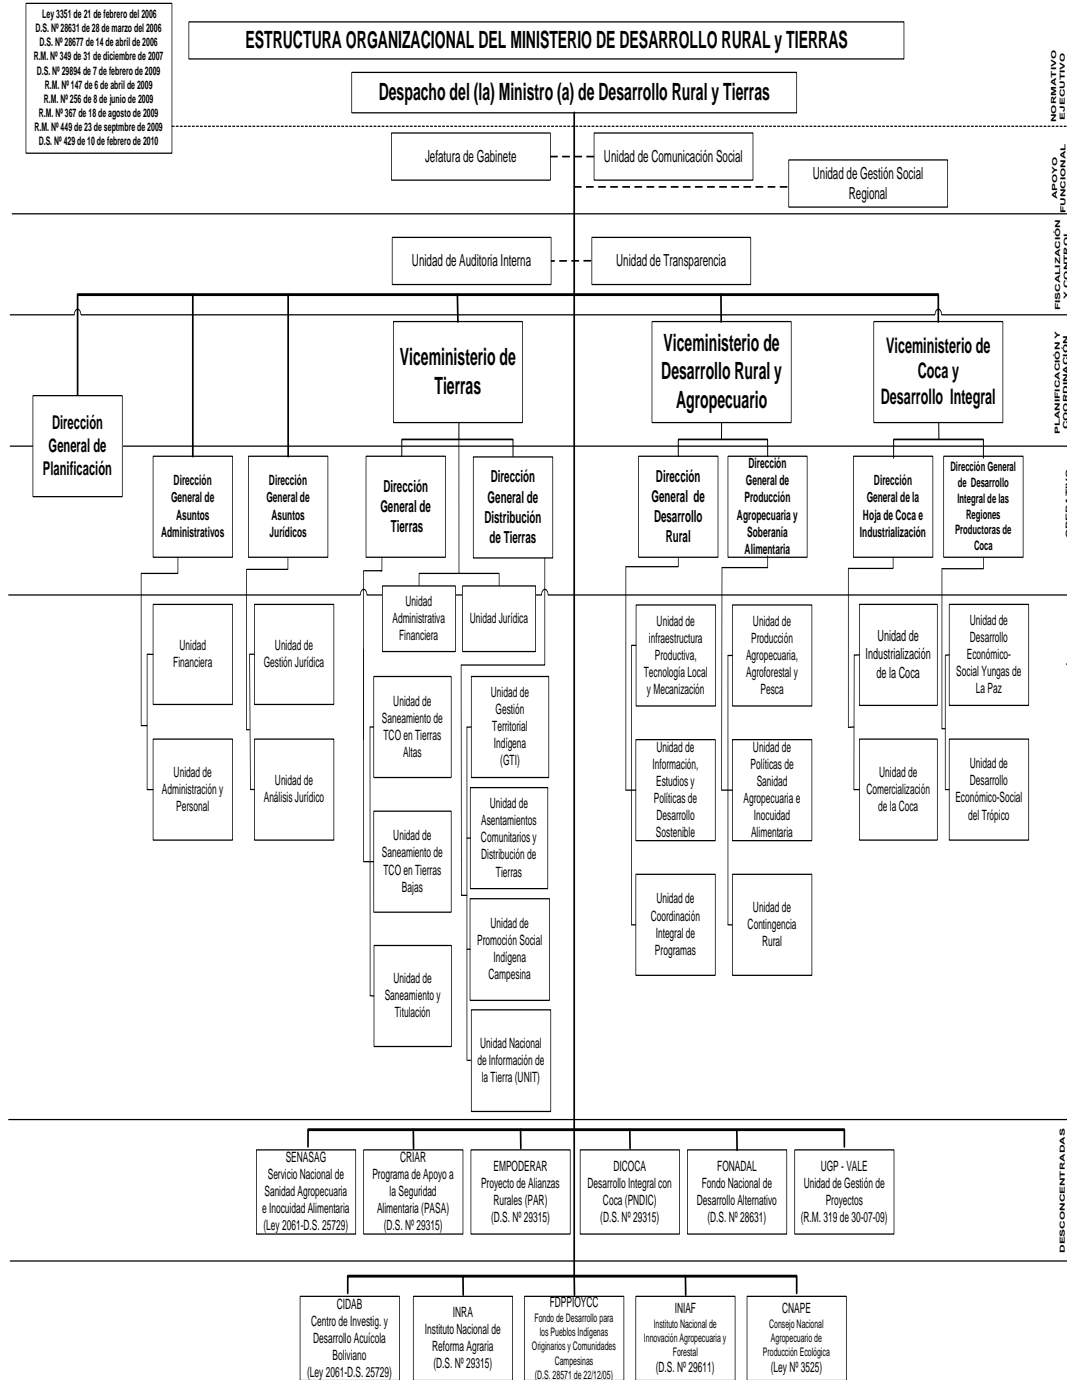 Ley 3351 de 21 de febrero del 2006
D.S. Nº 28631 de 28 de marzo del 2006
D.S. Nº 28677 de 14 de abril de 2006
R.M. Nº 349 de 31 de diciembre de 2007
D.S. Nº 29894 de 7 de febrero de 2009
R.M. Nº 147 de 6 de abril de 2009
R.M. Nº 256 de 8 de junio de 2009
R.M. Nº 367 de 18 de agosto de 2009
R.M. Nº 449 de 23 de septmbre de 2009
D.S. Nº 429 de 10 de febrero de 2010
ESTRUCTURA ORGANIZACIONAL DEL MINISTERIO DE DESARROLLO RURAL y TIERRAS
Despacho del (la) Ministro (a) de Desarrollo Rural y Tierras
NORMATIVO
EJECUTIVO
Jefatura de Gabinete
Unidad de Comunicación Social
Unidad de Gestión Social
Regional
APOYO
FUNCIONAL
Unidad de Auditoria Interna
Unidad de Transparencia
FISCALIZACIÓN
Y CONTROL
Viceministerio de
Tierras
Viceministerio de
Desarrollo Rural y
Agropecuario
Viceministerio de
Coca y
Desarrollo Integral
PLANIFICACIÓN Y
COORDINACIÓN
Dirección
General de
Planificación
Dirección
General de
Asuntos
Administrativos
Dirección
General de
Asuntos
Jurídicos
Dirección
General de
Tierras
Dirección
General de
Distribución
de Tierras
Dirección
General de
Desarrollo
Rural
Dirección
General de
Producción
Agropecuaria y
Soberanía
Alimentaria
Dirección
General de la
Hoja de Coca e
Industrialización
Dirección General
de Desarrollo
Integral de las
Regiones
Productoras de
Coca
Unidad
Administrativa
Financiera
Unidad Jurídica
Unidad
Financiera
Unidad de
Administración y
Personal
Unidad de
Gestión Jurídica
Unidad de
Análisis Jurídico
Unidad de
Saneamiento de
TCO en Tierras
Altas
Unidad de
Saneamiento de
TCO en Tierras
Bajas
Unidad de
Saneamiento y
Titulación
Unidad de
Gestión
Territorial
Indígena
(GTI)
Unidad de
Asentamientos
Comunitarios y
Distribución de
Tierras
Unidad de
Promoción Social
Indígena
Campesina
Unidad Nacional
de Información de
la Tierra (UNIT)
Unidad de
infraestructura
Productiva,
Tecnología Local
y Mecanización
Unidad de
Información,
Estudios y
Políticas de
Desarrollo
Sostenible
Unidad de
Coordinación
Integral de
Programas
Unidad de
Producción
Agropecuaria,
Agroforestal y
Pesca
Unidad de
Políticas de
Sanidad
Agropecuaria e
Inocuidad
Alimentaria
Unidad de
Contingencia
Rural
Unidad de
Industrialización
de la Coca
Unidad de
Comercialización
de la Coca
Unidad de
Desarrollo
Económico-
Social Yungas de
La Paz
Unidad de
Desarrollo
Económico-Social
del Trópico
SENASAG
Servicio Nacional de
Sanidad Agropecuaria
e Inocuidad Alimentaria
(Ley 2061-D.S. 25729)
CRIAR
Programa de Apoyo a
la Seguridad
Alimentaria (PASA)
(D.S. Nº 29315)
EMPODERAR
Proyecto de Alianzas
Rurales (PAR)
(D.S. Nº 29315)
DICOCA
Desarrollo Integral con
Coca (PNDIC)
(D.S. Nº 29315)
FONADAL
Fondo Nacional de
Desarrollo Alternativo
(D.S. Nº 28631)
UGP - VALE
Unidad de Gestión de
Proyectos
(R.M. 319 de 30-07-09)
DESCONCENTRADAS
CIDAB
Centro de Investig. y
Desarrollo Acuícola
Boliviano
(Ley 2061-D.S. 25729)
INRA
Instituto Nacional de
Reforma Agraria
(D.S. Nº 29315)
FDPPIOYCC
Fondo de Desarrollo para
los Pueblos Indígenas
Originarios y Comunidades
Campesinas
(D.S. 28571 de 22/12/05)
INIAF
Instituto Nacional de
Innovación Agropecuaria y
Forestal
(D.S. Nº 29611)
CNAPE
Consejo Nacional
Agropecuario de
Producción Ecológica
(Ley Nº 3525)